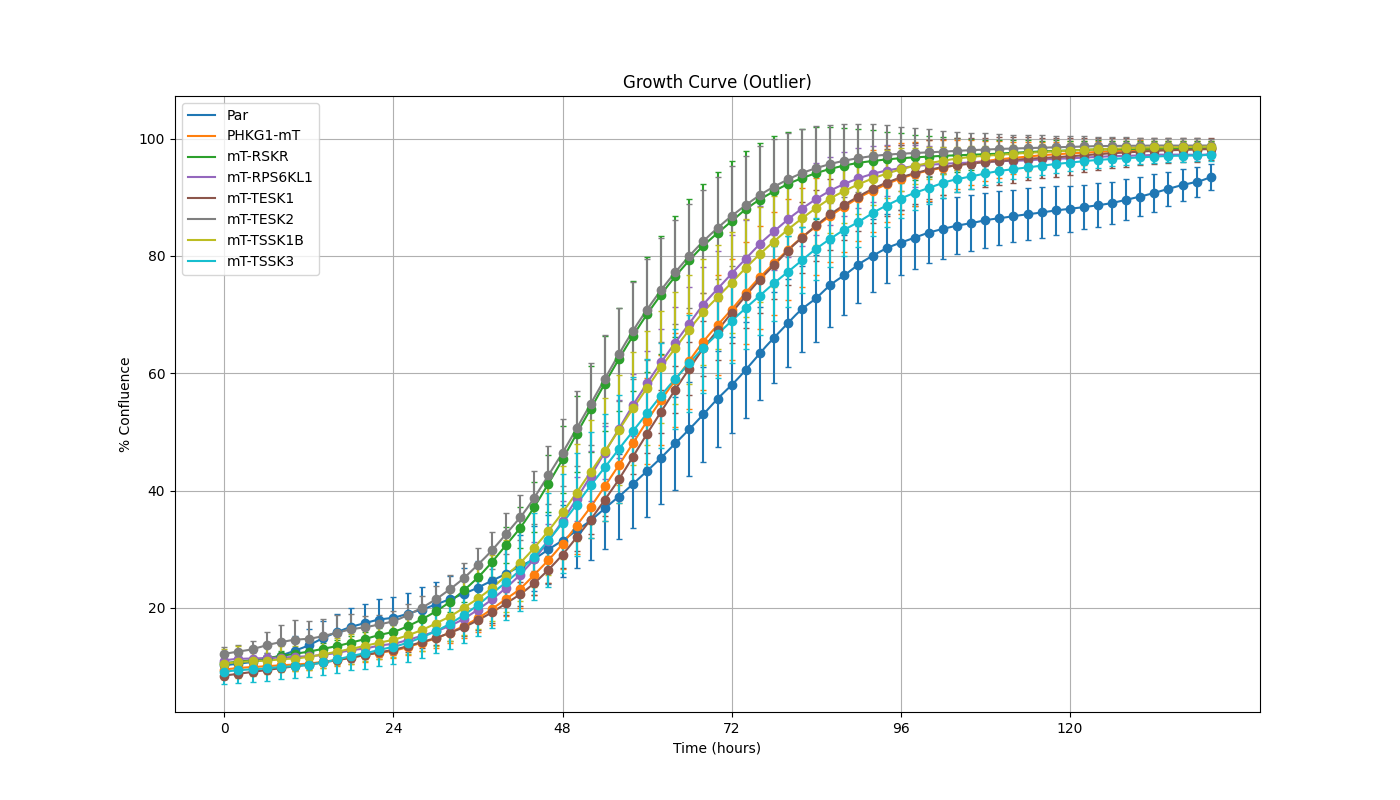 Growth Curve (Outlier)
Par
PHKG1-mT
mT-RSKR
mT-RPS6KL1
mT-TESK1
mT-TESK2
mT-TSSK1B
mT-TSSK3
% Confluence
100
80
60
40
20
0 24 48 72 96 120
Time (hours)